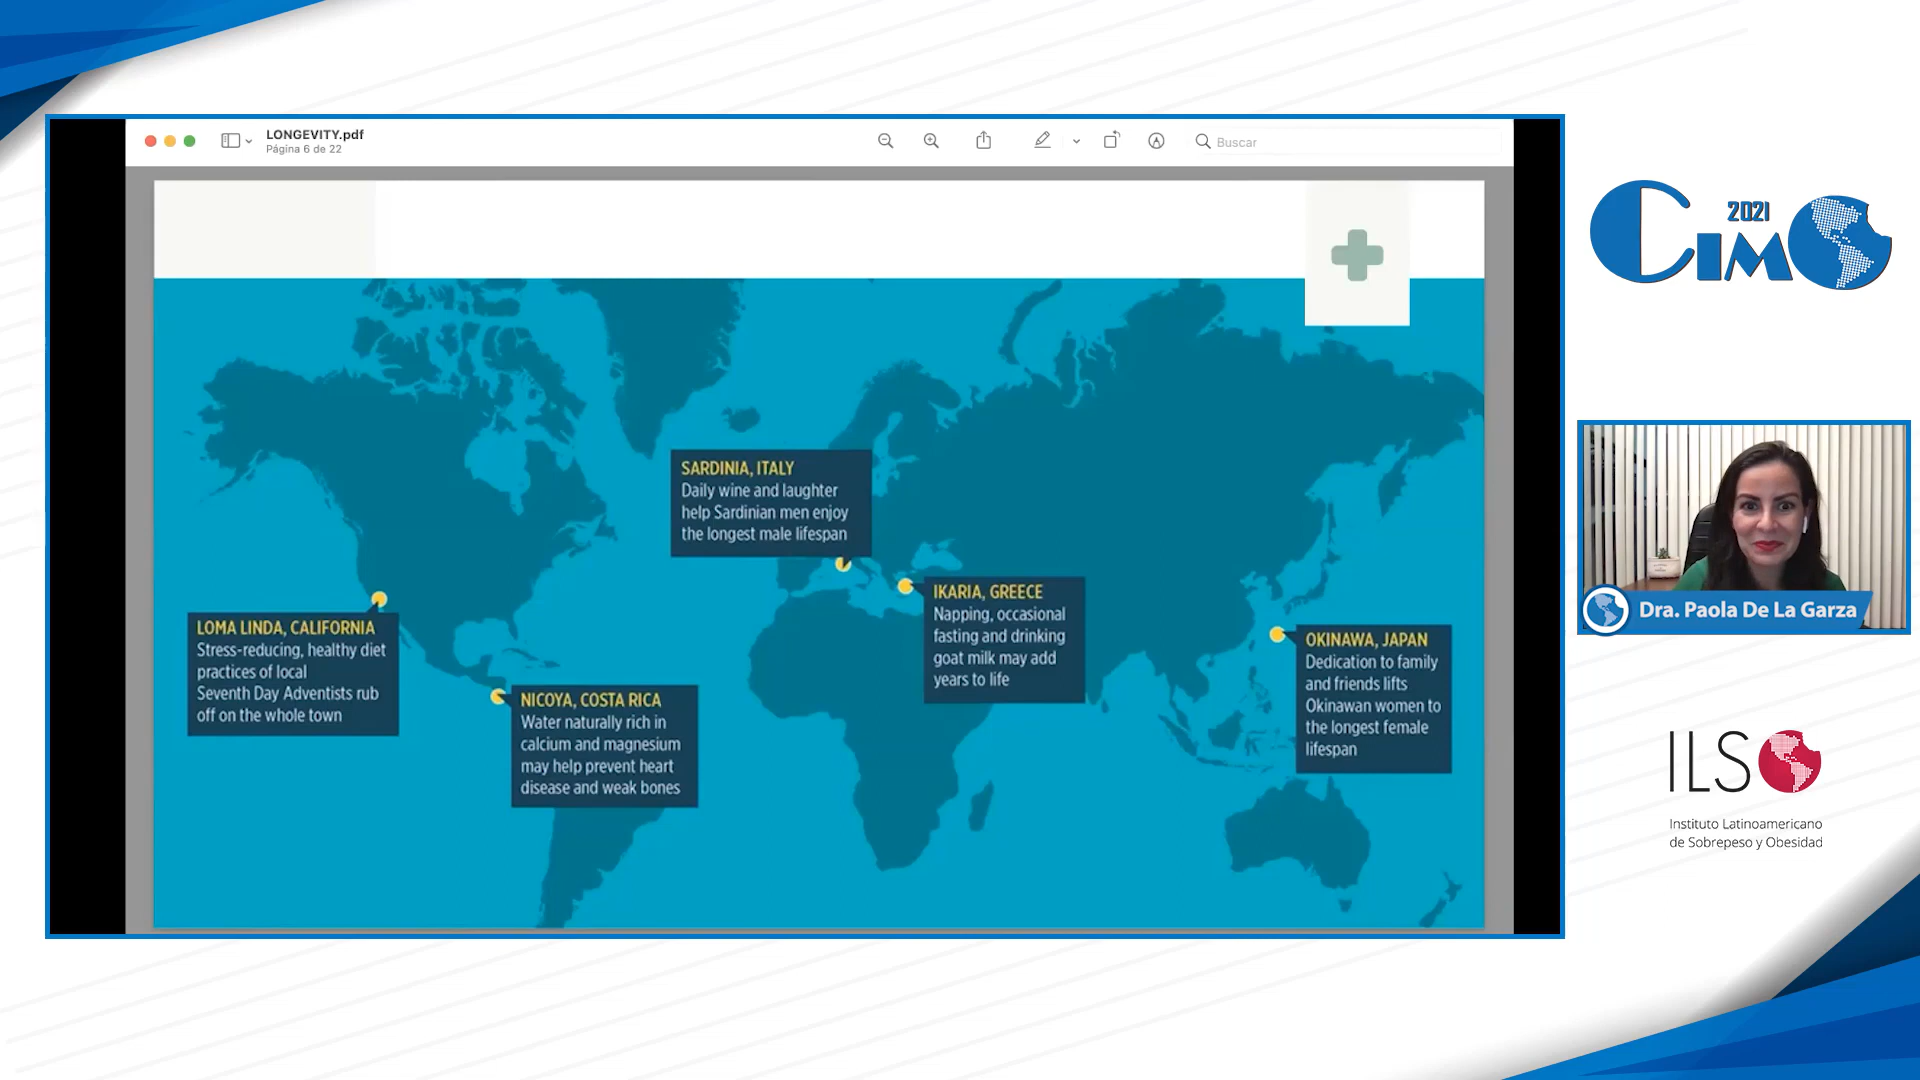 LONGEVITY.pdf
Página 6 de 22
Buscar
SARDINIA, ITALY
Daily wine and laughter
help Sardinian men enjoy
the longest male lifespan
IKARIA, GREECE
Napping, occasional
fasting and drinking
goat milk may add
years to life
LOMA LINDA, CALIFORNIA
Stress-reducing, healthy diet
practices of local
Seventh Day Adventists rub
off on the whole town
NICOYA, COSTA RICA
Water naturally rich in
calcium and magnesium
may help prevent heart
disease and weak bones
OKINAWA, JAPAN
Dedication to family
and friends lifts
Okinawan women to
the longest female
lifespan
2021
CIMO
Dra. Paola De La Garza
ILSO
Instituto Latinoamericano
de Sobrepeso y Obesidad